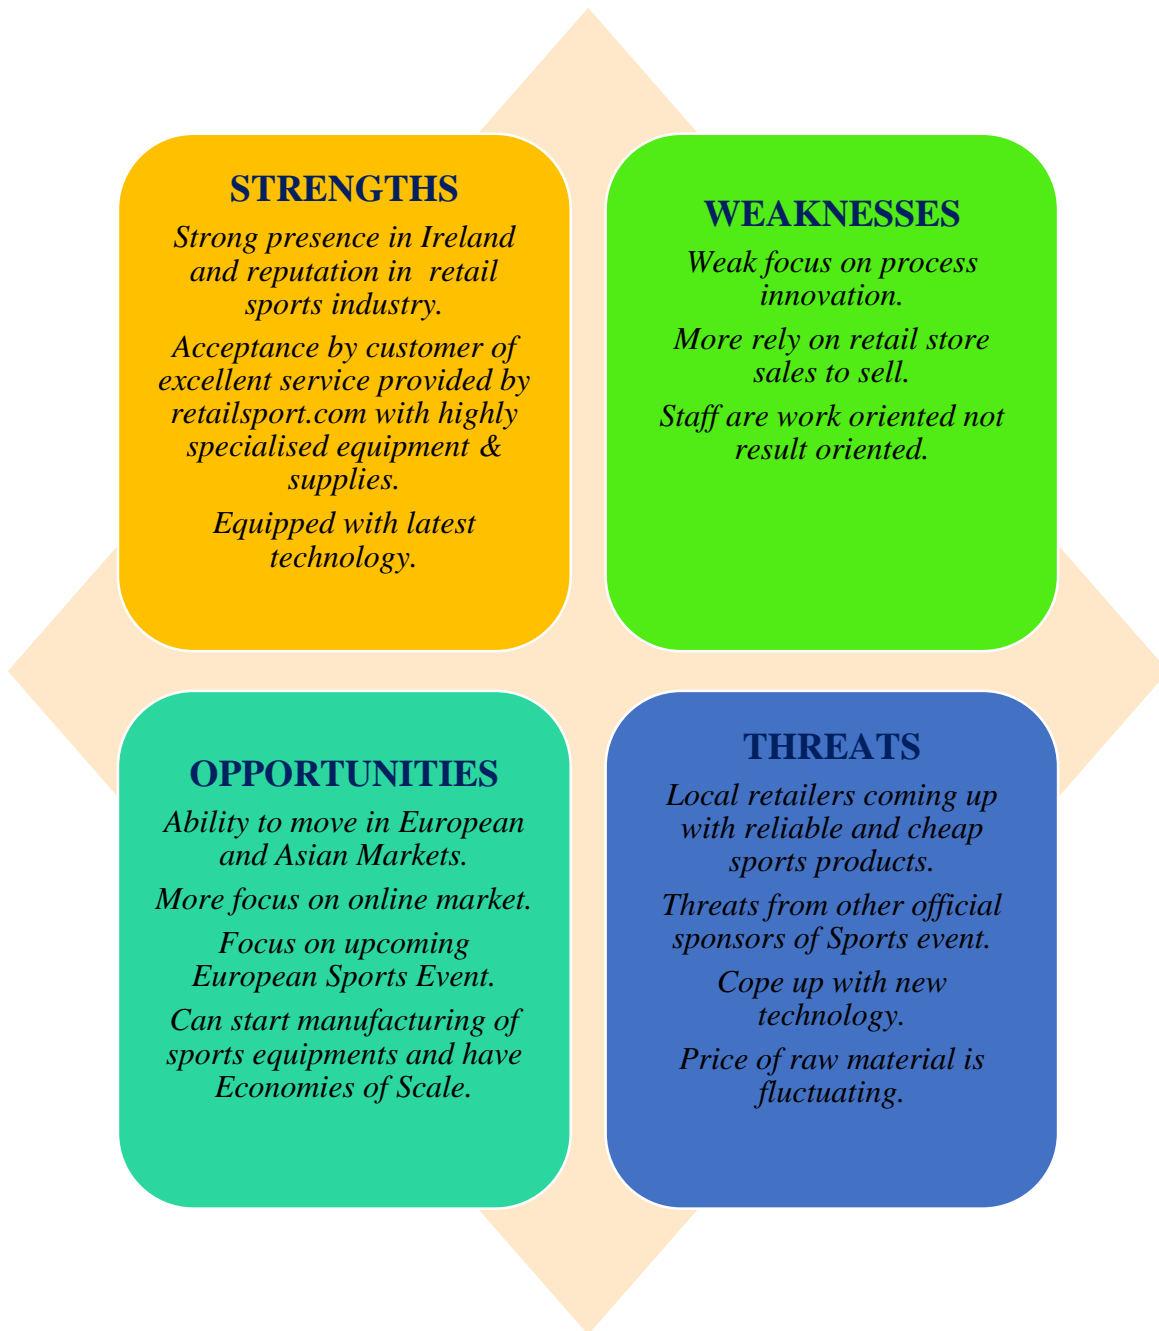 STRENGTHS
Strong presence in Ireland
and reputation in  retail
sports industry.
Acceptance by customer of
excellent service provided by
retailsport.com with highly
specialised equipment &
supplies.
Equipped with latest
technology.
WEAKNESSES
Weak focus on process
innovation.
More rely on retail store
sales to sell.
Staff are work oriented not
result oriented.
OPPORTUNITIES
Ability to move in European
and Asian Markets.
More focus on online market.
Focus on upcoming
European Sports Event.
Can start manufacturing of
sports equipments and have
Economies of Scale.
THREATS
Local retailers coming up
with reliable and cheap
sports products.
Threats from other official
sponsors of Sports event.
Cope up with new
technology.
Price of raw material is
fluctuating.